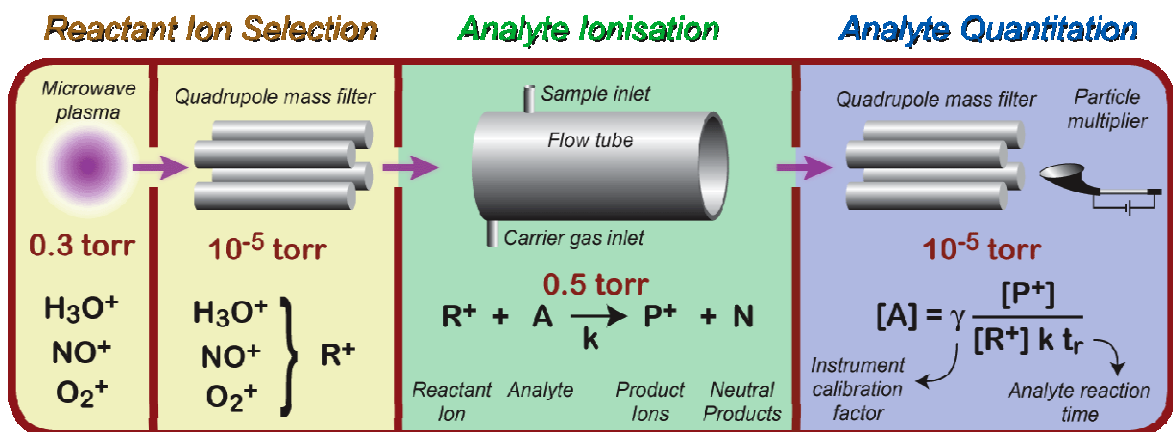 Reactant Ion Selection
Analyte Ionisation
Analyte Quantitation
Microwave
plasma
Quadrupole mass filter
0.3 torr
10⁻⁵ torr
H₃O⁺
NO⁺
O₂⁺
H₃O⁺
NO⁺
O₂⁺
R⁺
Sample inlet
Flow tube
Carrier gas inlet
0.5 torr
R⁺ + A → P⁺ + N
k
Reactant
Ion
Analyte
Product
Ions
Neutral
Products
Quadrupole mass filter
Particle
multiplier
10⁻⁵ torr
[A] = γ [P⁺]
[R⁺] k tᵣ
Instrument
calibration
factor
Analyte reaction
time